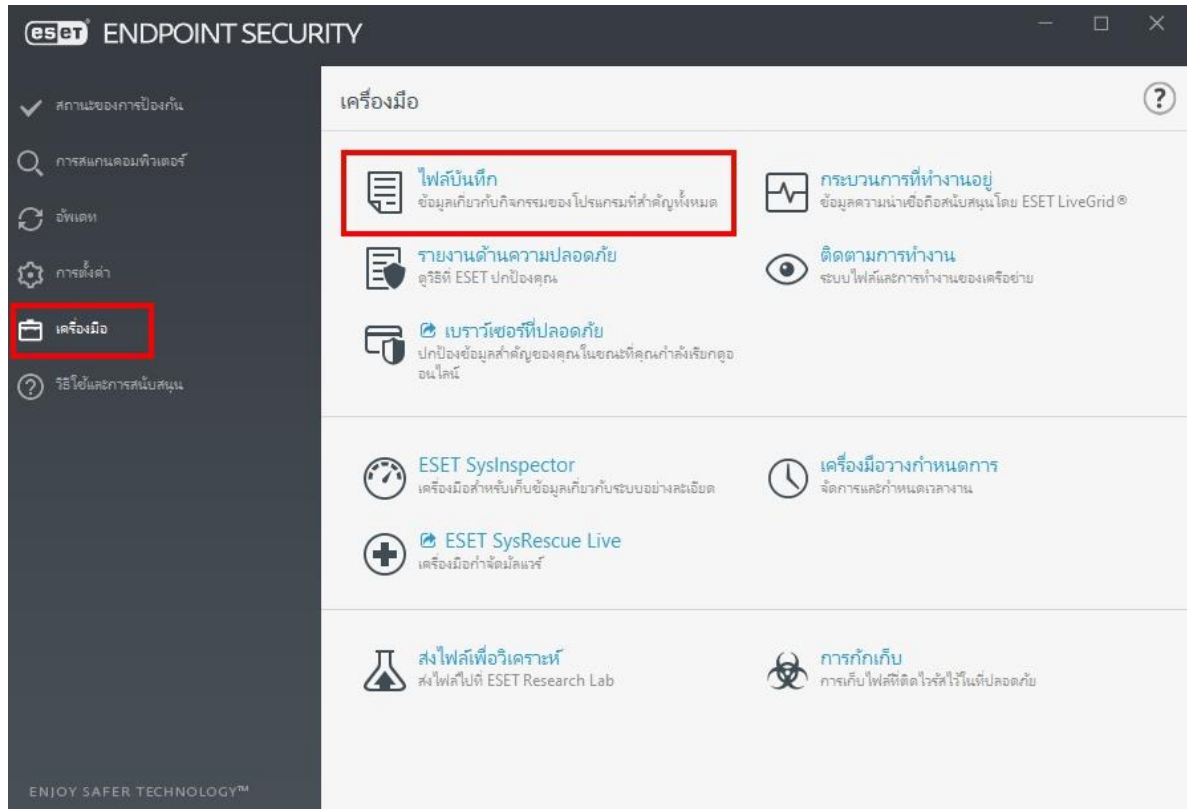 eset ENDPOINT SECURITY
สถานะของการป้องกัน
การสแกนคอมพิวเตอร์
อัพเดท
การตั้งค่า
เครื่องมือ
วิธีใช้และการสนับสนุน
ENJOY SAFER TECHNOLOGY™
เครื่องมือ
?
ไฟล์บันทึก
ข้อมูลเกี่ยวกับกิจกรรมของโปรแกรมที่สำคัญทั้งหมด
กระบวนการที่ทำงานอยู่
ข้อมูลความน่าเชื่อถือสนับสนุนโดย ESET LiveGrid®
รายงานด้านความปลอดภัย
ดูวิธีที่ ESET ปกป้องคุณ
ติดตามการทำงาน
ระบบไฟล์และการทำงานของเครือข่าย
เบราว์เซอร์ที่ปลอดภัย
ปกป้องข้อมูลสำคัญของคุณในขณะที่คุณกำลังเรียกดูอ
อนไลน์
ESET SysInspector
เครื่องมือสำหรับเก็บข้อมูลเกี่ยวกับระบบอย่างละเอียด
เครื่องมือวางกำหนดการ
จัดการและกำหนดเวลางาน
ESET SysRescue Live
เครื่องมือกำจัดมัลแวร์
ส่งไฟล์เพื่อวิเคราะห์
ส่งไฟล์ไปที่ ESET Research Lab
การกักเก็บ
การเก็บไฟล์ที่ติดไวรัสไว้ในที่ปลอดภัย